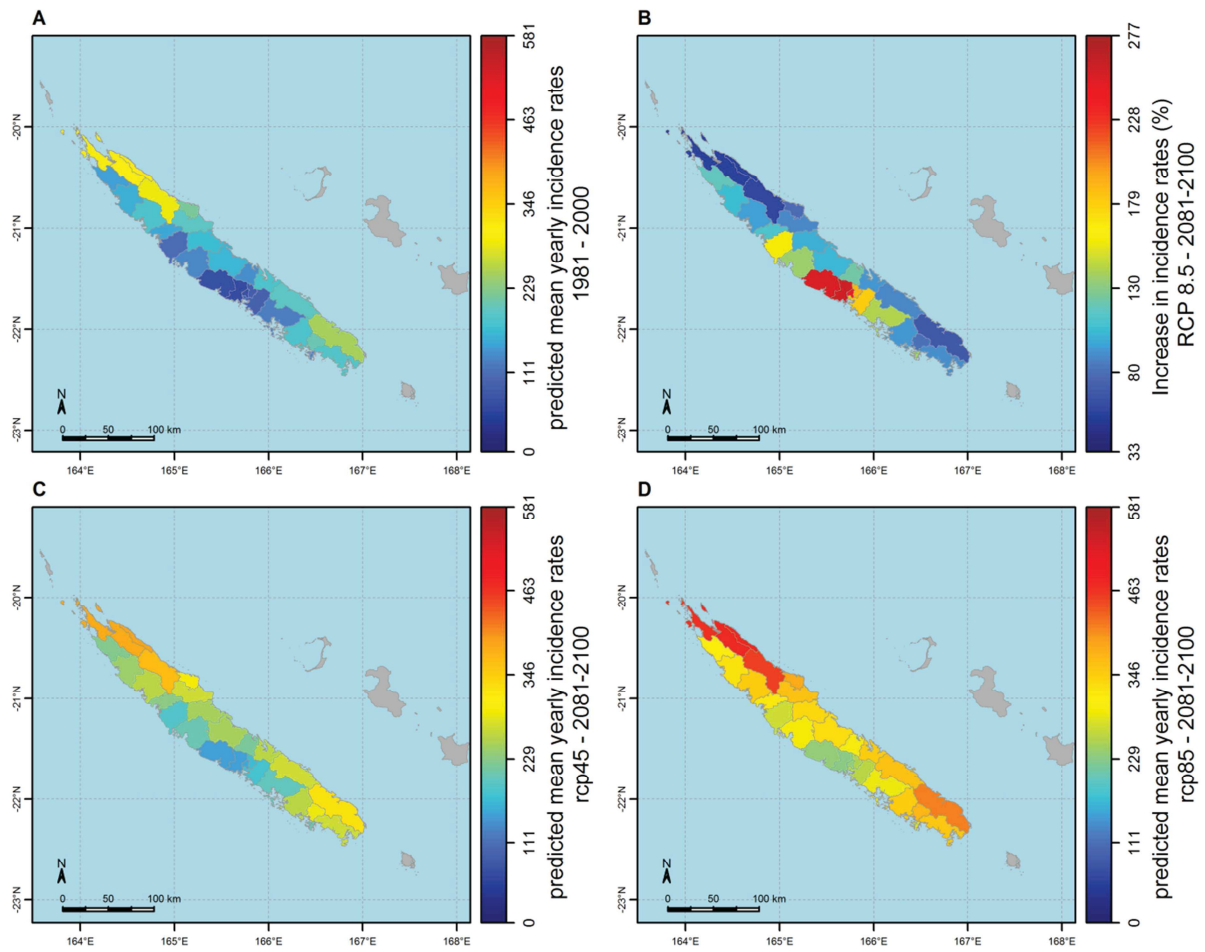 A
-20°N
-21°N
-22°N
-23°N
164°E
165°E
166°E
167°E
168°E
N
0 50 100 km
0
111
229
346
463
581
predicted mean yearly incidence rates
1981 - 2000
B
-20°N
-21°N
-22°N
-23°N
164°E
165°E
166°E
167°E
168°E
N
0 50 100 km
33
80
130
179
228
277
Increase in incidence rates (%)
RCP 8.5 - 2081-2100
C
-20°N
-21°N
-22°N
-23°N
164°E
165°E
166°E
167°E
168°E
N
0 50 100 km
0
111
229
346
463
581
predicted mean yearly incidence rates
rcp45 - 2081-2100
D
-20°N
-21°N
-22°N
-23°N
164°E
165°E
166°E
167°E
168°E
N
0 50 100 km
0
111
229
346
463
581
predicted mean yearly incidence rates
rcp85 - 2081-2100